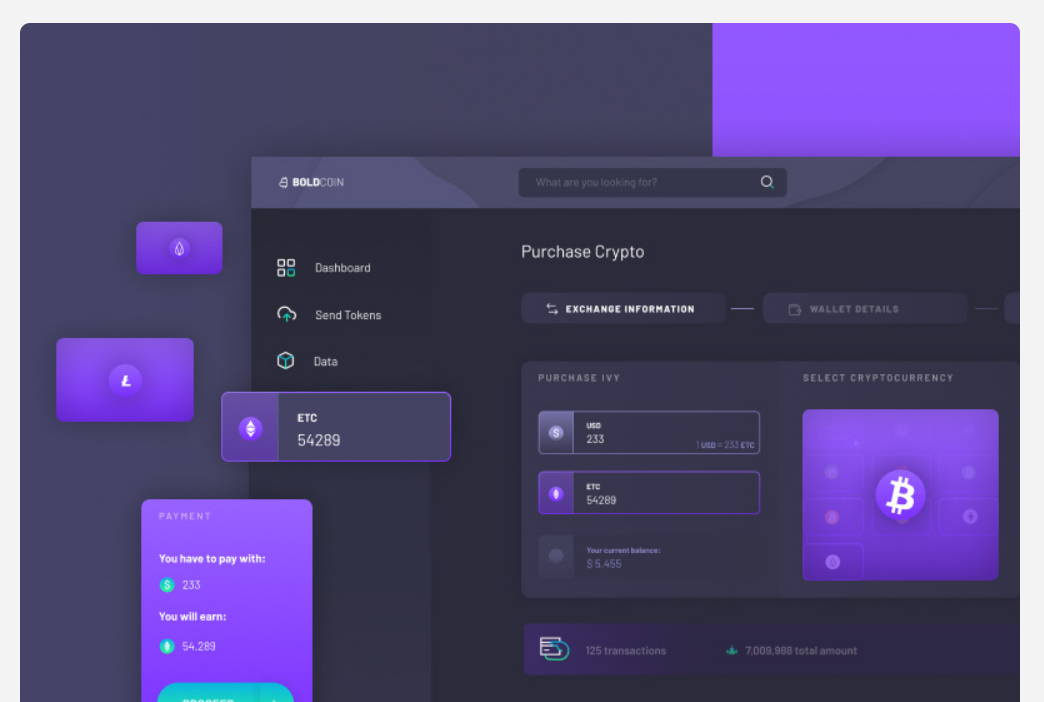 BOLDCOIN
What are you looking for?
Dashboard
Send Tokens
Data
ETC
54289
PAYMENT
You have to pay with:
$ 233
You will earn:
54.289
PROCEED
Purchase Crypto
EXCHANGE INFORMATION
WALLET DETAILS
PURCHASE IVY
$
USD
233
1 USD = 233 ETC
ETC
54289
Your current balance:
$ 5.455
SELECT CRYPTOCURRENCY
125 transactions
7,009,988 total amount